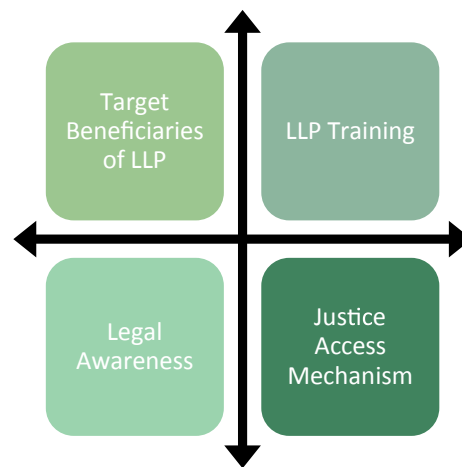 Target
Beneficiaries
of LLP
LLP Training
Legal
Awareness
Justice
Access
Mechanism